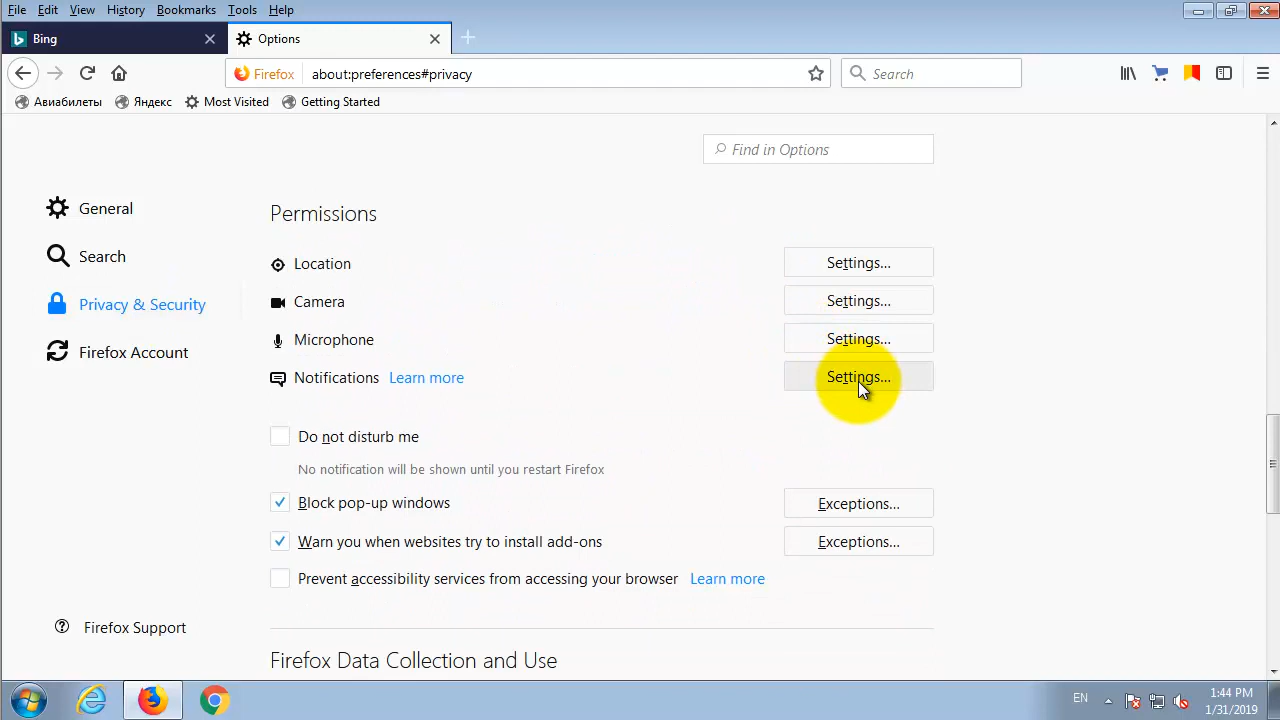 File Edit View History Bookmarks Tools Help
Bing Options
Firefox about:preferences#privacy Search
Авиабилеты Яндекс Most Visited Getting Started
Find in Options
General
Search
Privacy & Security
Firefox Account
Firefox Support
Permissions
Location Settings...
Camera Settings...
Microphone Settings...
Notifications Learn more Settings...
Do not disturb me
No notification will be shown until you restart Firefox
Block pop-up windows Exceptions...
Warn you when websites try to install add-ons Exceptions...
Prevent accessibility services from accessing your browser Learn more
Firefox Data Collection and Use
EN 1:44 PM
1/31/2019